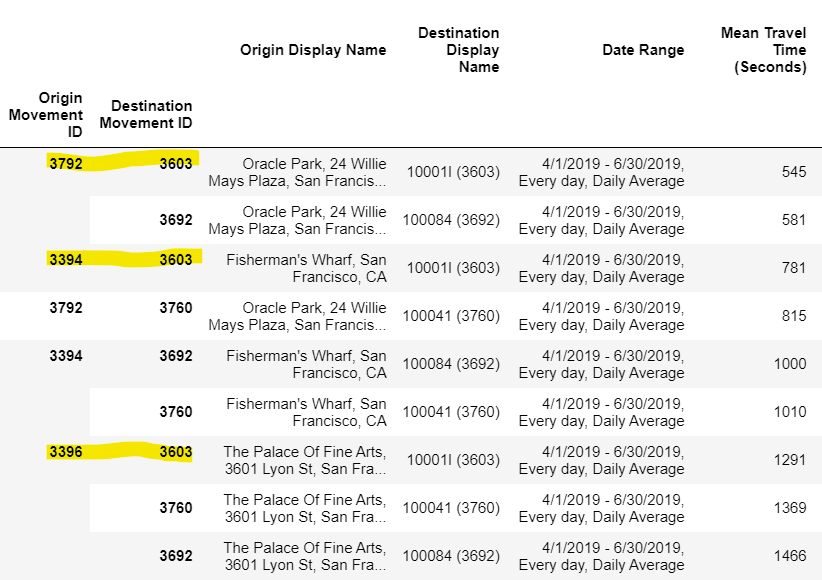 Origin Display Name Destination Display Name Date Range Mean Travel Time (Seconds)
Origin Movement ID Destination Movement ID
3792 3603 Oracle Park, 24 Willie Mays Plaza, San Francis... 10001I (3603) 4/1/2019 - 6/30/2019, Every day, Daily Average 545
3692 Oracle Park, 24 Willie Mays Plaza, San Francis... 100084 (3692) 4/1/2019 - 6/30/2019, Every day, Daily Average 581
3394 3603 Fisherman's Wharf, San Francisco, CA 10001I (3603) 4/1/2019 - 6/30/2019, Every day, Daily Average 781
3792 3760 Oracle Park, 24 Willie Mays Plaza, San Francis... 100041 (3760) 4/1/2019 - 6/30/2019, Every day, Daily Average 815
3394 3692 Fisherman's Wharf, San Francisco, CA 100084 (3692) 4/1/2019 - 6/30/2019, Every day, Daily Average 1000
3760 Fisherman's Wharf, San Francisco, CA 100041 (3760) 4/1/2019 - 6/30/2019, Every day, Daily Average 1010
3396 3603 The Palace Of Fine Arts, 3601 Lyon St, San Fra... 10001I (3603) 4/1/2019 - 6/30/2019, Every day, Daily Average 1291
3760 The Palace Of Fine Arts, 3601 Lyon St, San Fra... 100041 (3760) 4/1/2019 - 6/30/2019, Every day, Daily Average 1369
3692 The Palace Of Fine Arts, 3601 Lyon St, San Fra... 100084 (3692) 4/1/2019 - 6/30/2019, Every day, Daily Average 1466